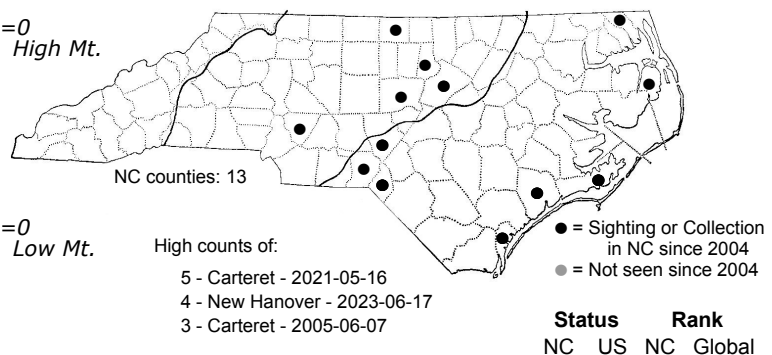 =0
High Mt.
NC counties: 13
=0
Low Mt.
High counts of:
5 - Carteret - 2021-05-16
4 - New Hanover - 2023-06-17
3 - Carteret - 2005-06-07
● = Sighting or Collection
in NC since 2004
● = Not seen since 2004
Status Rank
NC US NC Global